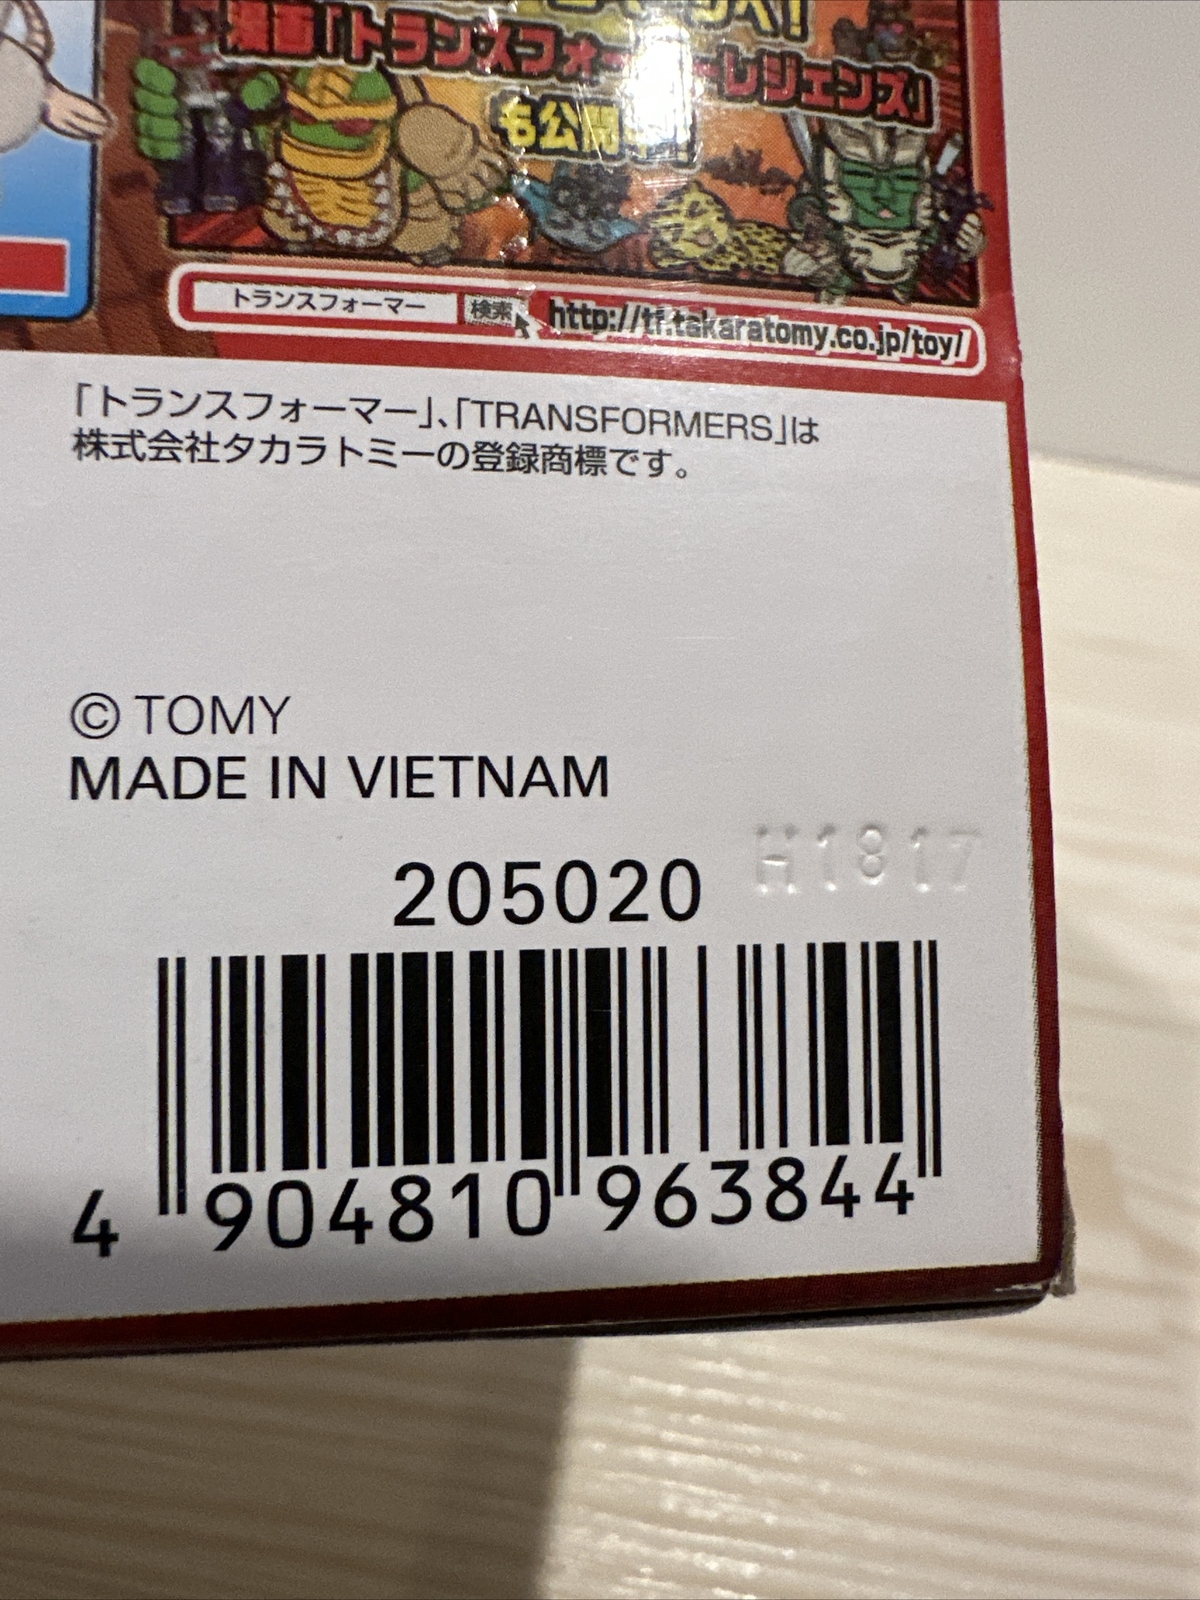 漫画「トランスフォーマーレジェンズ」
も公開中!
トランスフォーマー 検索 http://tf.takaratomy.co.jp/toy/
「トランスフォーマー」、「TRANSFORMERS」は
株式会社タカラトミーの登録商標です。
© TOMY
MADE IN VIETNAM
H1817
205020
4 904810 963844